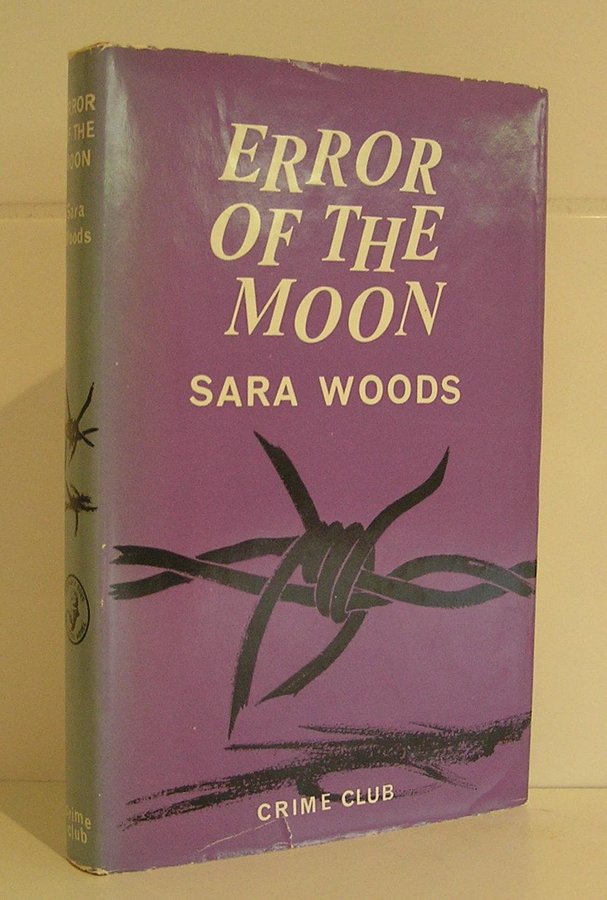 ERROR
OF THE
MOON
SARA WOODS
CRIME CLUB
ERROR
OF THE
MOON
Sara
Woods
Crime
Club